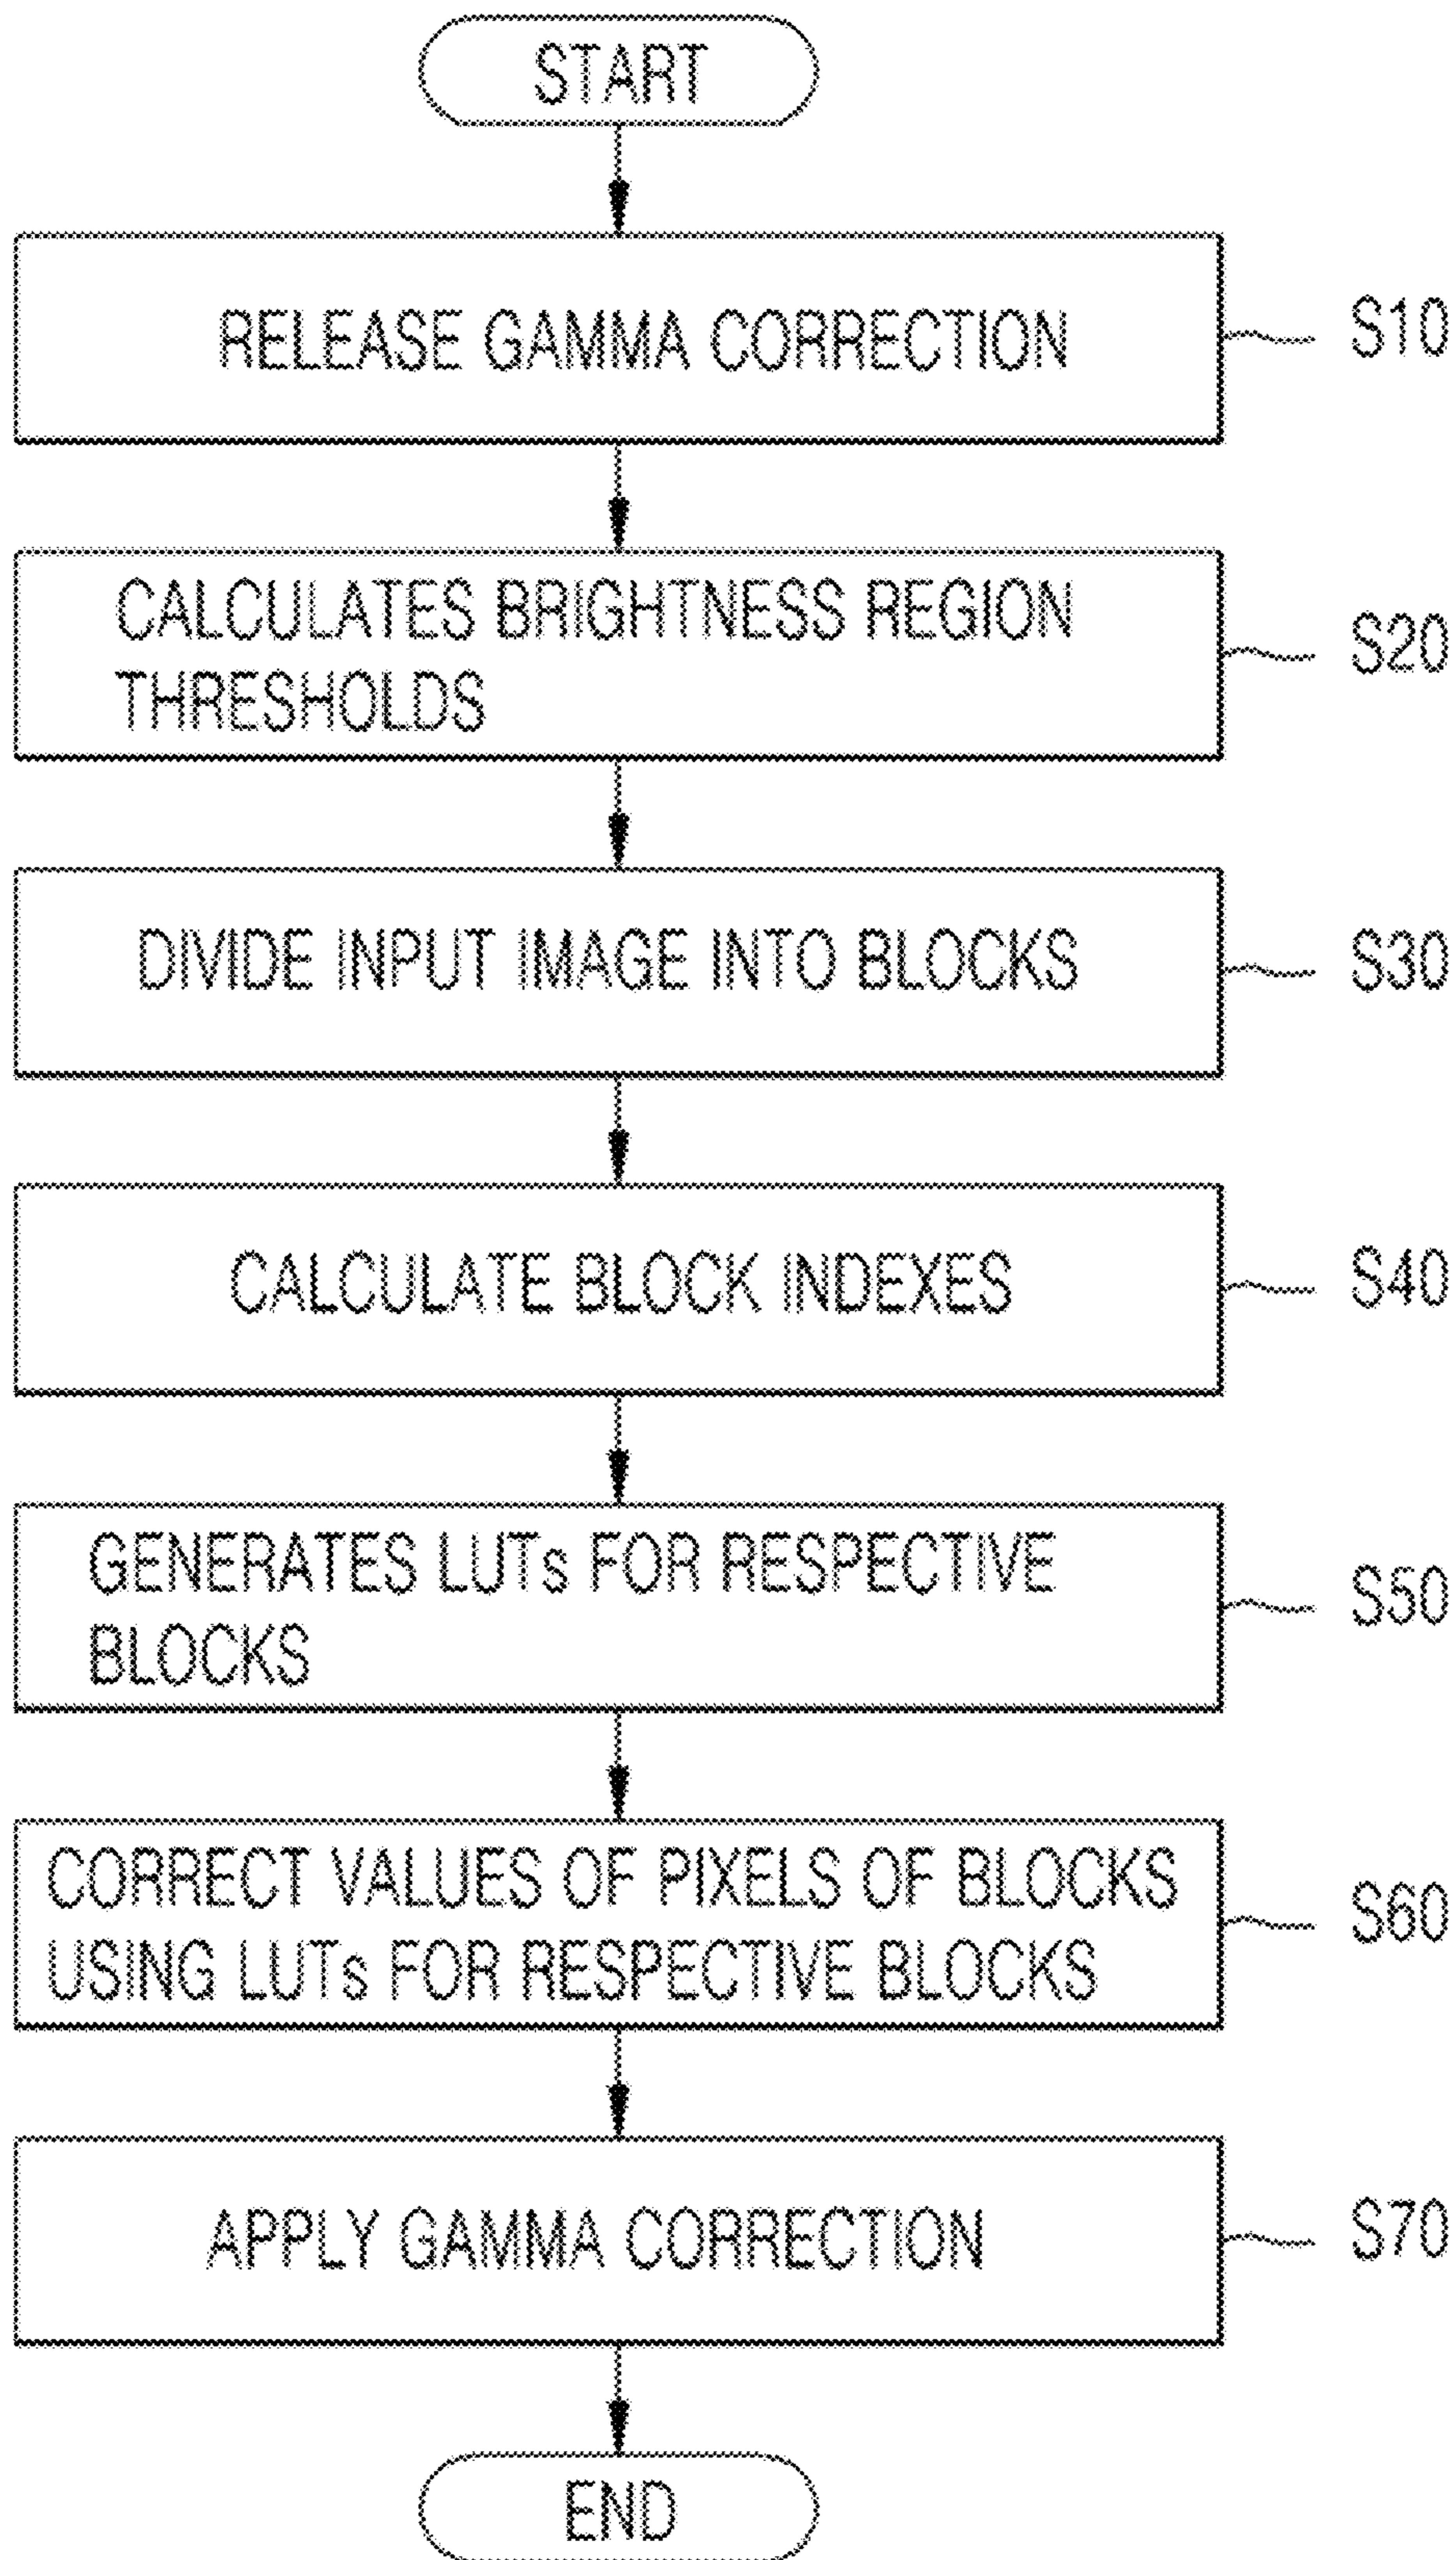 START
RELEASE GAMMA CORRECTION
S10
CALCULATES BRIGHTNESS REGION
THRESHOLDS
S20
DIVIDE INPUT IMAGE INTO BLOCKS
S30
CALCULATE BLOCK INDEXES
S40
GENERATES LUTs FOR RESPECTIVE
BLOCKS
S50
CORRECT VALUES OF PIXELS OF BLOCKS
USING LUTs FOR RESPECTIVE BLOCKS
S60
APPLY GAMMA CORRECTION
S70
END